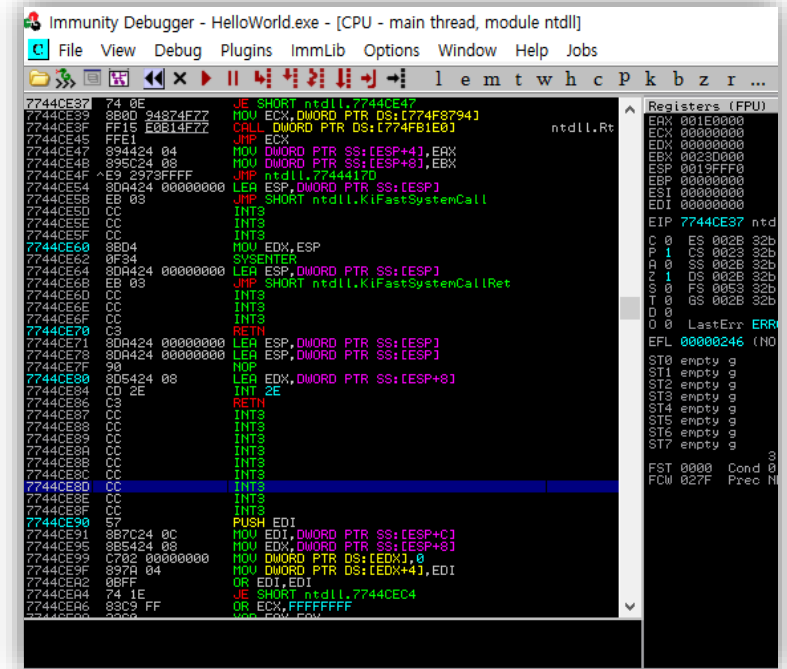 Immunity Debugger - HelloWorld.exe - [CPU - main thread, module ntdll]
C File View Debug Plugins ImmLib Options Window Help Jobs
l e m t w h c P k b z r ...
7744CE37 74 0E JE SHORT ntdll.7744CE47
7744CE39 8B0D 94874F77 MOV ECX,DWORD PTR DS:[774F8794]
7744CE3F FF15 E0B14F77 CALL DWORD PTR DS:[774FB1E0] ntdll.Rt
7744CE45 FFE1 JMP ECX
7744CE47 894424 04 MOV DWORD PTR SS:[ESP+4],EAX
7744CE4B 895C24 08 MOV DWORD PTR SS:[ESP+8],EBX
7744CE4F ^E9 2973FFFF JMP ntdll.7744417D
7744CE54 8DA424 00000000 LEA ESP,DWORD PTR SS:[ESP]
7744CE5B EB 03 JMP SHORT ntdll.KiFastSystemCall
7744CE5D CC INT3
7744CE5E CC INT3
7744CE5F CC INT3
7744CE60 8BD4 MOV EDX,ESP
7744CE62 0F34 SYSENTER
7744CE64 8DA424 00000000 LEA ESP,DWORD PTR SS:[ESP]
7744CE6B EB 03 JMP SHORT ntdll.KiFastSystemCallRet
7744CE6D CC INT3
7744CE6E CC INT3
7744CE6F CC INT3
7744CE70 C3 RETN
7744CE71 8DA424 00000000 LEA ESP,DWORD PTR SS:[ESP]
7744CE78 8DA424 00000000 LEA ESP,DWORD PTR SS:[ESP]
7744CE7F 90 NOP
7744CE80 8D5424 08 LEA EDX,DWORD PTR SS:[ESP+8]
7744CE84 CD 2E INT 2E
7744CE86 C3 RETN
7744CE87 CC INT3
7744CE88 CC INT3
7744CE89 CC INT3
7744CE8A CC INT3
7744CE8B CC INT3
7744CE8C CC INT3
7744CE8D CC INT3
7744CE8E CC INT3
7744CE8F CC INT3
7744CE90 57 PUSH EDI
7744CE91 8B7C24 0C MOV EDI,DWORD PTR SS:[ESP+C]
7744CE95 8B5424 08 MOV EDX,DWORD PTR SS:[ESP+8]
7744CE99 C702 00000000 MOV DWORD PTR DS:[EDX],0
7744CE9F 897A 04 MOV DWORD PTR DS:[EDX+4],EDI
7744CEA2 0BFF OR EDI,EDI
7744CEA4 74 1E JE SHORT ntdll.7744CEC4
7744CEA6 83C9 FF OR ECX,FFFFFFFF
Registers (FPU)
EAX 001E0000
ECX 00000000
EDX 00000000
EBX 0023D000
ESP 0019FFF0
EBP 00000000
ESI 00000000
EDI 00000000
EIP 7744CE37 ntd
C 0 ES 002B 32b
P 1 CS 0023 32b
A 0 SS 002B 32b
Z 1 DS 002B 32b
S 0 FS 0053 32b
T 0 GS 002B 32b
D 0
O 0 LastErr ERR
EFL 00000246 (NO
ST0 empty g
ST1 empty g
ST2 empty g
ST3 empty g
ST4 empty g
ST5 empty g
ST6 empty g
ST7 empty g
3
FST 0000 Cond 0
FCW 027F Prec N